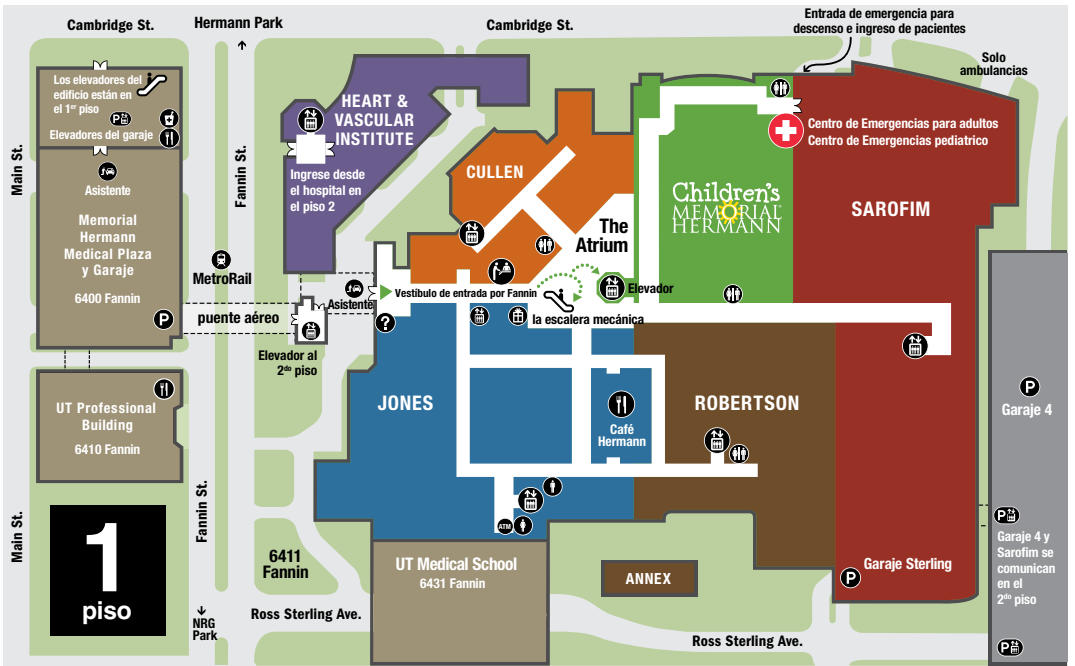 Cambridge St.
Hermann Park
Cambridge St.
Entrada de emergencia para
descenso e ingreso de pacientes
Solo
ambulancias
Los elevadores del
edificio están en
el 1er piso
P
Elevadores del garaje
Main St.
Asistente
Memorial
Hermann
Medical Plaza
y Garaje
6400 Fannin
P
Fannin St.
MetroRail
puente aéreo
HEART &
VASCULAR
INSTITUTE
Ingrese desde
el hospital en
el piso 2
Asistente
Elevador al
2do piso
?
CULLEN
The
Atrium
Vestíbulo de entrada por Fannin
la escalera mecánica
Elevador
Children's
MEMORIAL
HERMANN
Centro de Emergencias para adultos
Centro de Emergencias pediatrico
SAROFIM
JONES
Café
Hermann
ROBERTSON
ATM
UT Professional
Building
6410 Fannin
Main St.
Fannin St.
1
piso
6411
Fannin
NRG
Park
Ross Sterling Ave.
UT Medical School
6431 Fannin
ANNEX
P
Garaje Sterling
Ross Sterling Ave.
P
Garaje 4
P
Garaje 4 y
Sarofim se
comunican
en el
2do piso
P